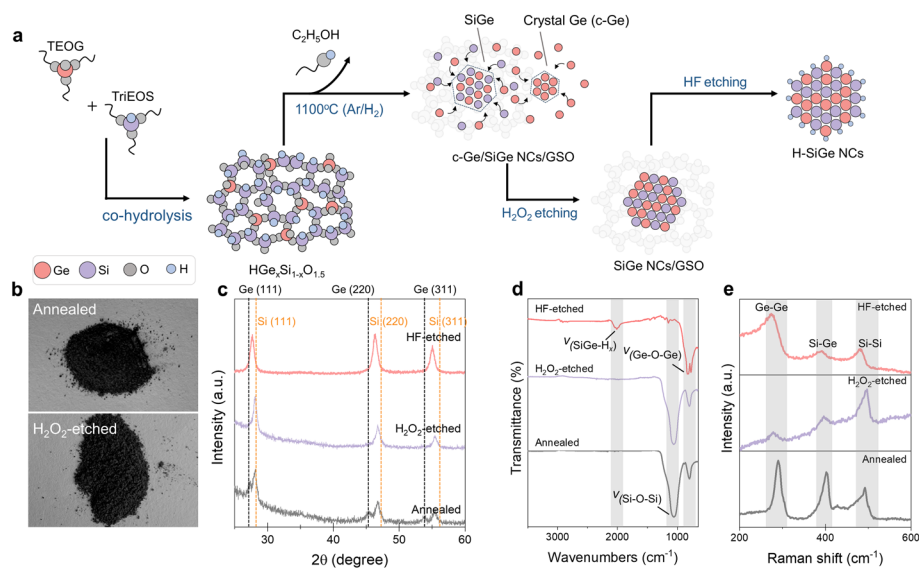 a
TEOG
+
TriEOS
co-hydrolysis
HGeₓSi₁₋ₓO₁.₅
C₂H₅OH
1100°C (Ar/H₂)
SiGe
Crystal Ge (c-Ge)
c-Ge/SiGe NCs/GSO
H₂O₂ etching
SiGe NCs/GSO
HF etching
H-SiGe NCs
Ge Si O H
b
Annealed
H₂O₂-etched
c
Ge (111) Ge (220) Ge (311)
Si (111) Si (220) Si (311)
HF-etched
H₂O₂-etched
Annealed
Intensity (a.u.)
30 40 50 60
2θ (degree)
d
HF-etched
ν(SiGe-Hₓ)
ν(Ge-O-Ge)
H₂O₂-etched
Annealed
ν(Si-O-Si)
Transmittance (%)
4000 3000 2000 1000
Wavenumbers (cm⁻¹)
e
HF-etched
Ge-Ge
Si-Ge
Si-Si
H₂O₂-etched
Annealed
Intensity (a.u.)
200 400 600
Raman shift (cm⁻¹)